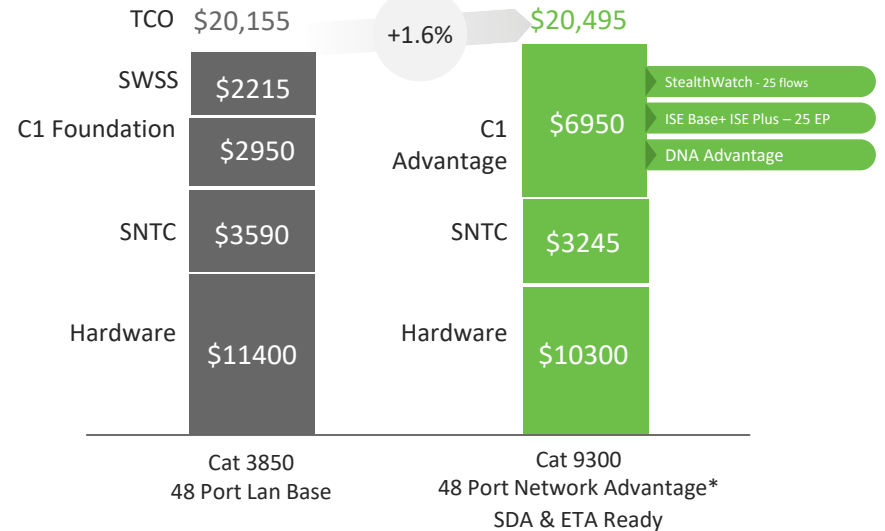 TCO $20,155
+1.6%
$20,495
SWSS
$2215
C1 Foundation
$2950
SNTC
$3590
Hardware
$11400
C1
Advantage
$6950
StealthWatch - 25 flows
ISE Base+ ISE Plus – 25 EP
DNA Advantage
SNTC
$3245
Hardware
$10300
Cat 3850
48 Port Lan Base
Cat 9300
48 Port Network Advantage*
SDA & ETA Ready